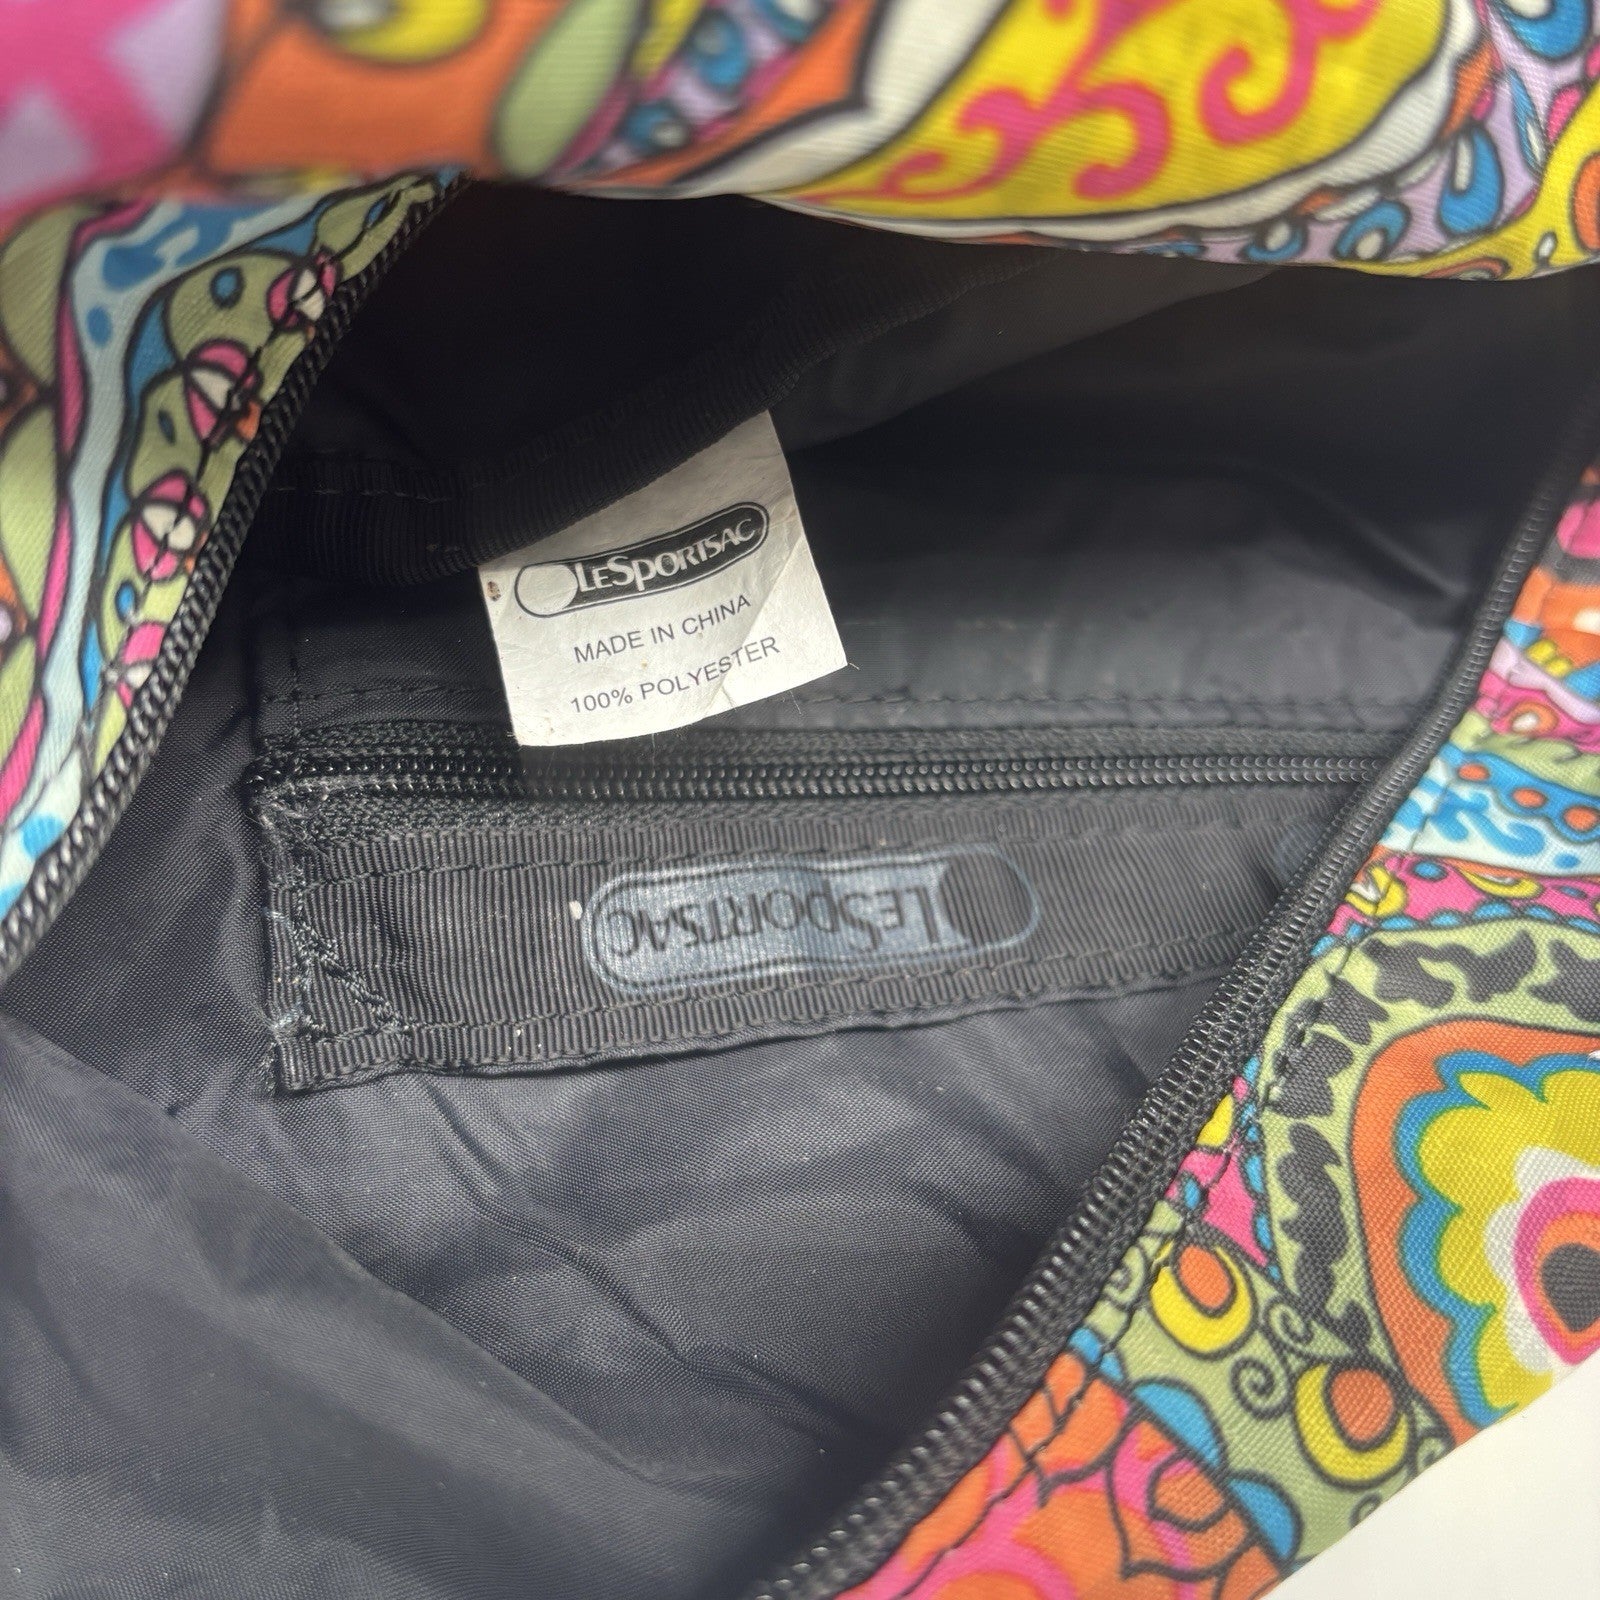 LeSportsac
MADE IN CHINA
100% POLYESTER
LeSportsac